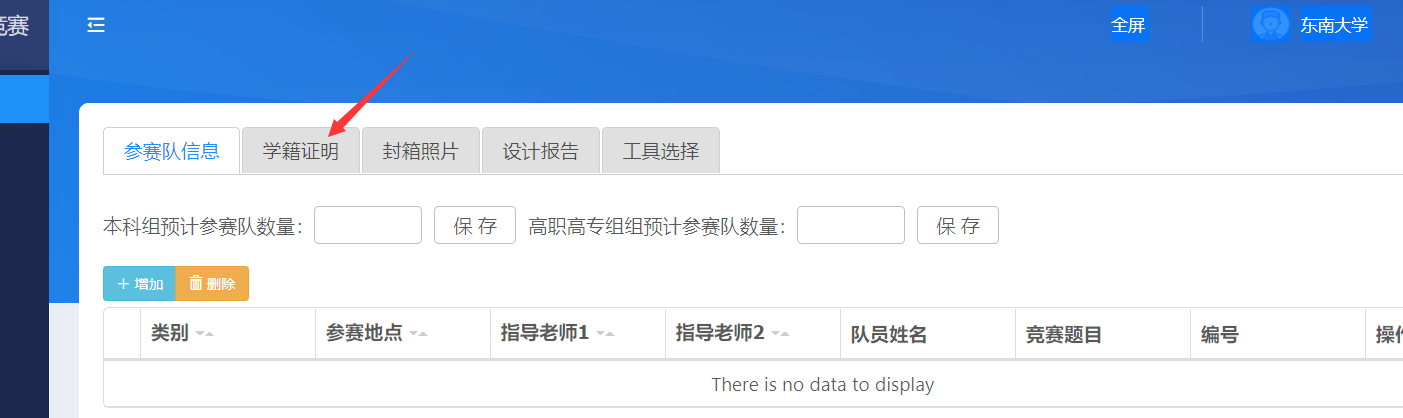 竞赛
全屏 东南大学
参赛队信息 学籍证明 封箱照片 设计报告 工具选择
本科组预计参赛队数量： 保 存 高职高专组组预计参赛队数量： 保 存
增加 删除
类别 参赛地点 指导老师1 指导老师2 队员姓名 竞赛题目 编号 操作
There is no data to display